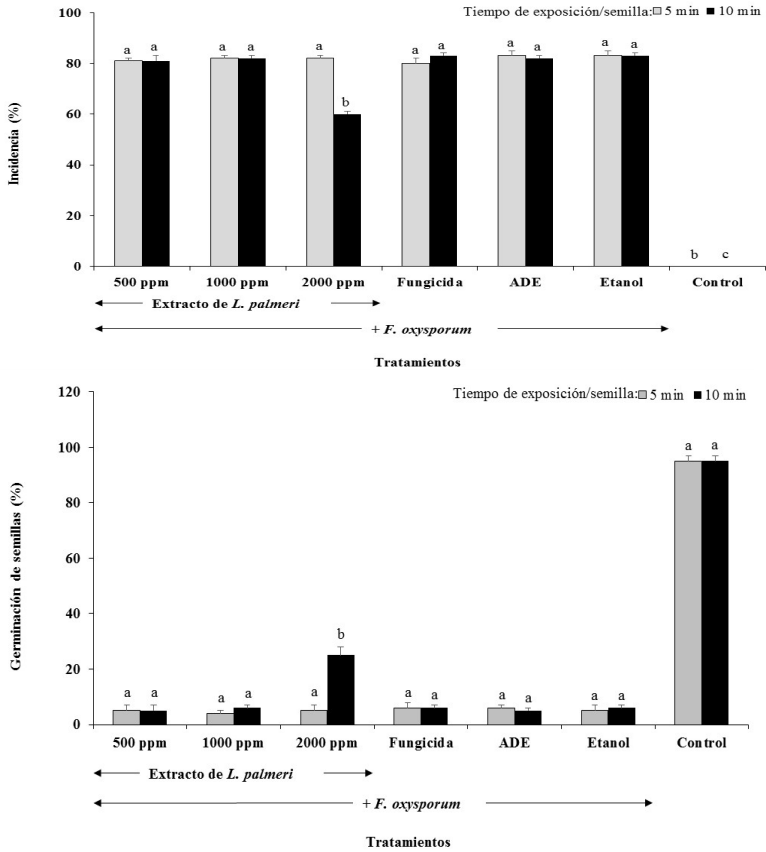 Tiempo de exposición/semilla: 5 min 10 min
100
80
60
40
20
0
Incidencia (%)
a a a a a b a a a a a a b c
500 ppm 1000 ppm 2000 ppm Fungicida ADE Etanol Control
Extracto de L. palmeri
+ F. oxysporum
Tratamientos
Tiempo de exposición/semilla: 5 min 10 min
120
100
80
60
40
20
0
Germinación de semillas (%)
a a a a a b a a a a a a a a
500 ppm 1000 ppm 2000 ppm Fungicida ADE Etanol Control
Extracto de L. palmeri
+ F. oxysporum
Tratamientos